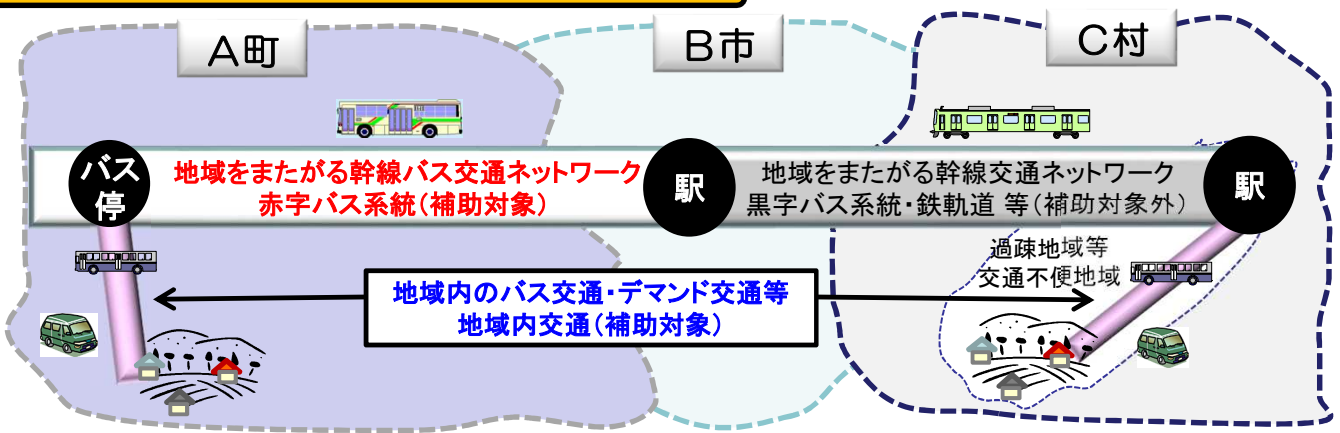 A町
B市
C村
バス
停
地域をまたがる幹線バス交通ネットワーク
赤字バス系統(補助対象)
駅
地域をまたがる幹線交通ネットワーク
黒字バス系統・鉄軌道 等(補助対象外)
駅
過疎地域等
交通不便地域
地域内のバス交通・デマンド交通等
地域内交通(補助対象)